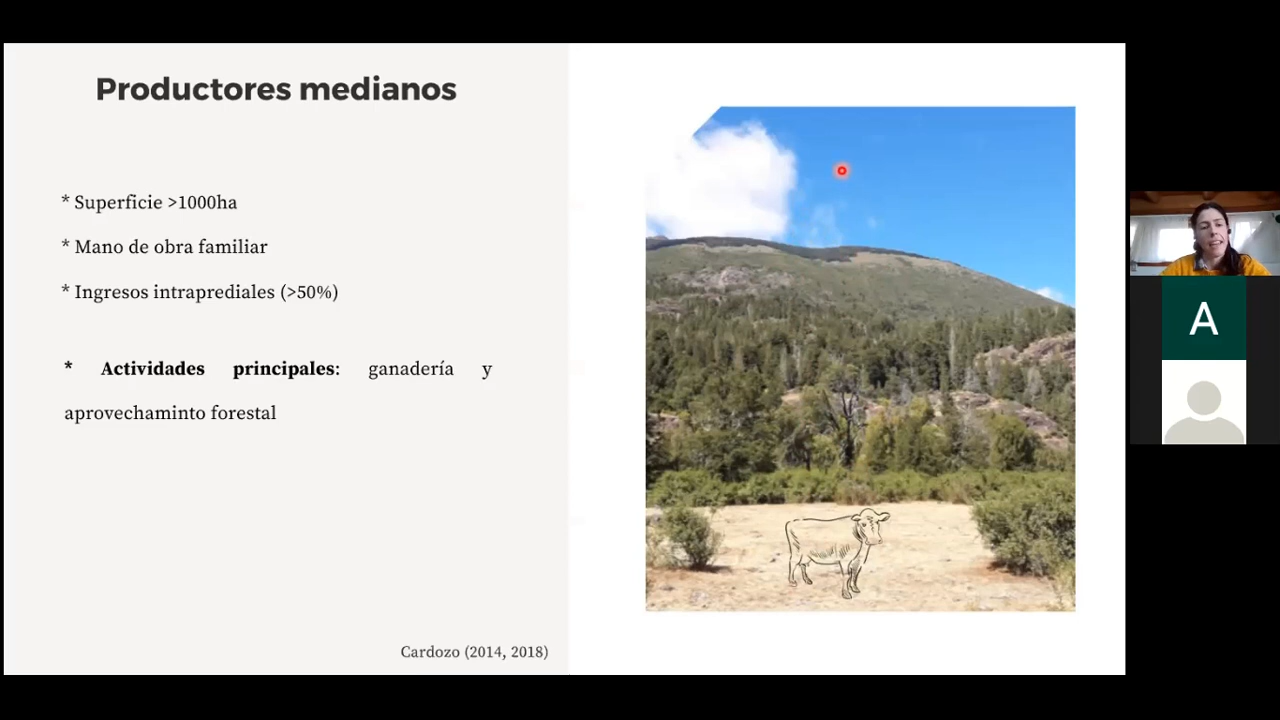 Productores medianos
* Superficie >1000ha
* Mano de obra familiar
* Ingresos intraprediales (>50%)
* Actividades principales: ganadería y
aprovechaminto forestal
Cardozo (2014, 2018)
A